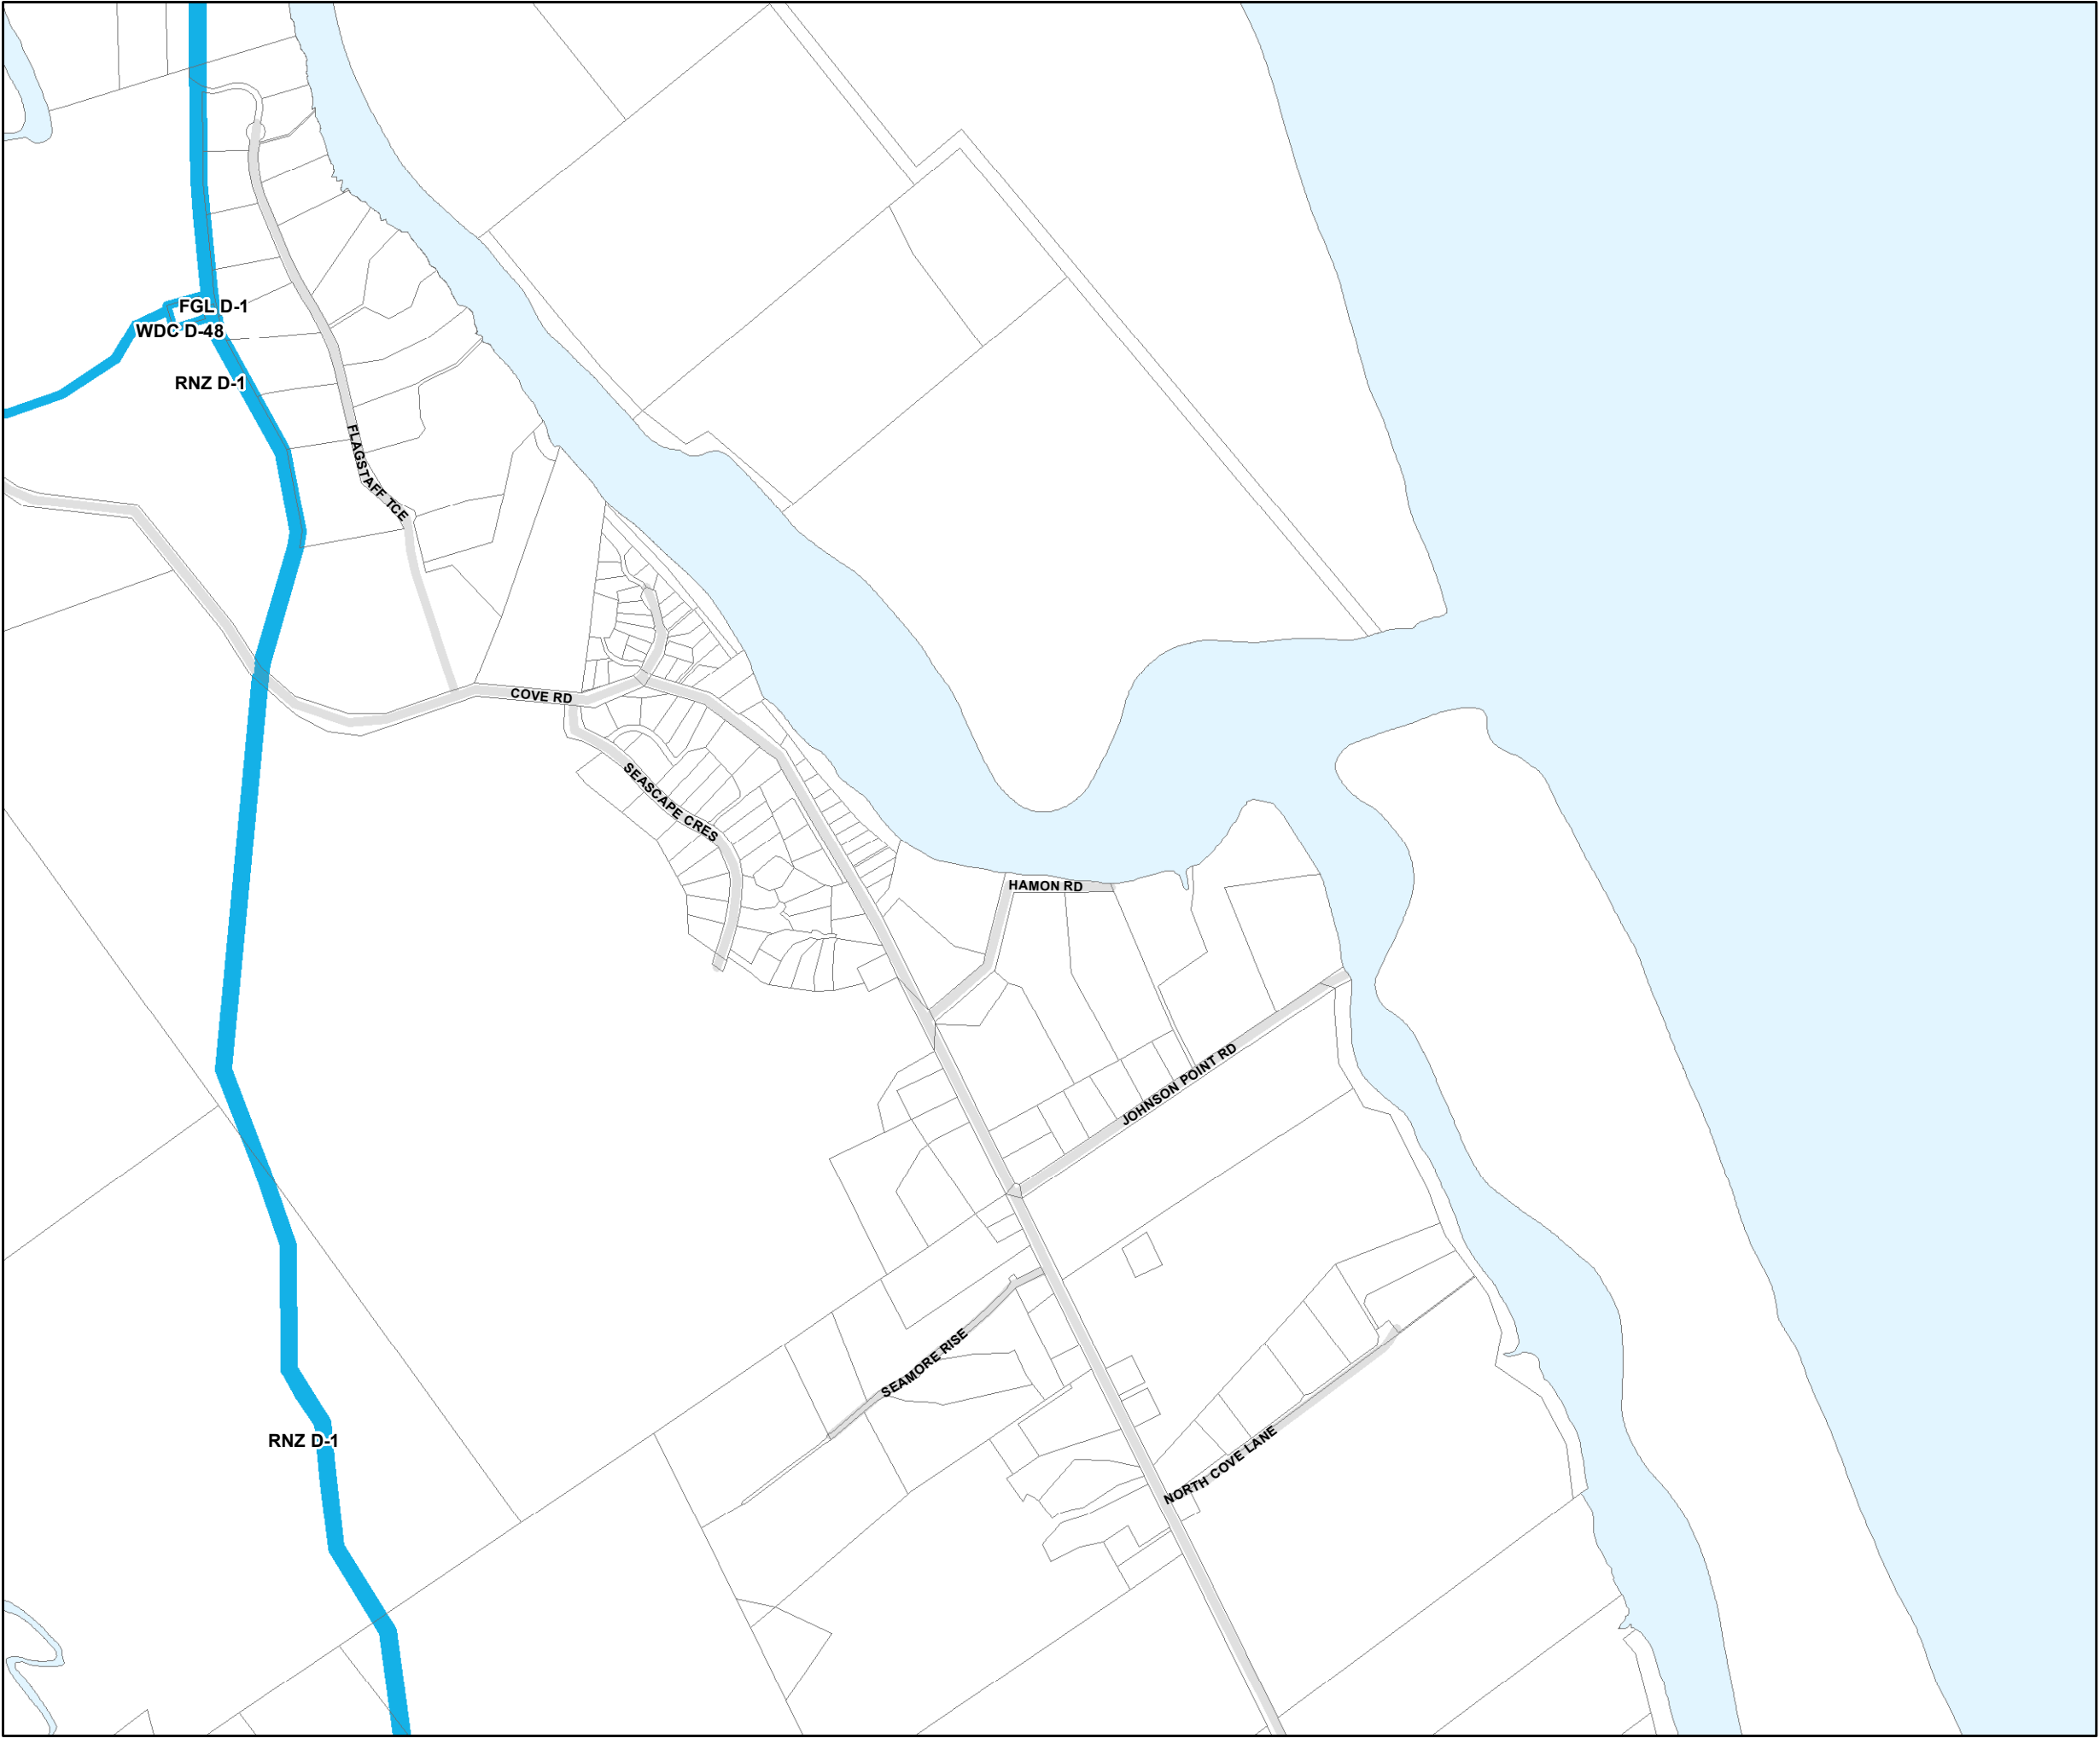 FGL D-1
WDC D-48
RNZ D-1
FLAGSTAFF TCE
COVE RD
SEASCAPE CRES
HAMON RD
JOHNSON POINT RD
SEAMORE RISE
RNZ D-1
NORTH COVE LANE